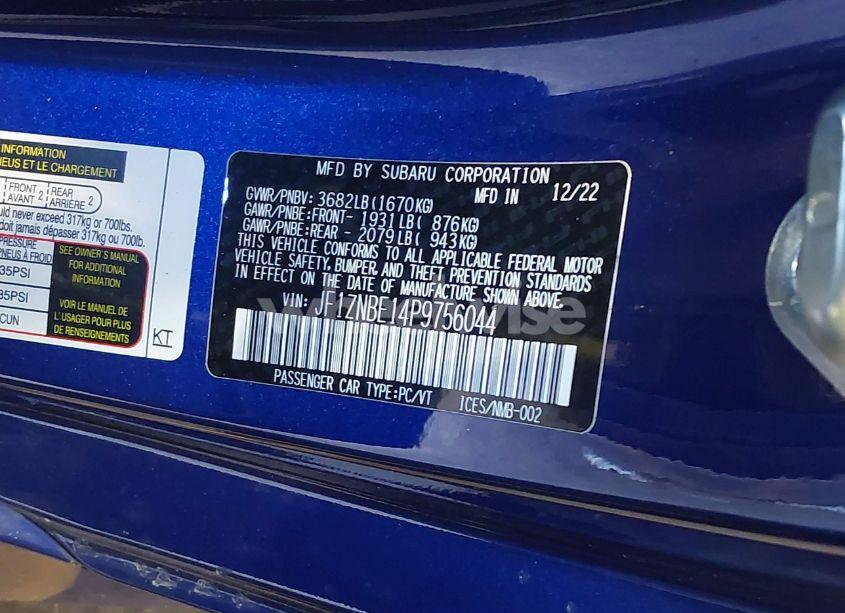 INFORMATION
NEUS ET LE CHARGEMENT
FRONT AVANT 2
REAR ARRIÈRE 2
uld never exceed 317kg or 700lbs.
doit jamais dépasser 317kg ou 700lb.
PRESSURE
PNEUS À FROID
35PSI
35PSI
CUN
SEE OWNER'S MANUAL
FOR ADDITIONAL
INFORMATION
VOIR LE MANUEL DE
L'USAGER POUR PLUS
DE RENSEIGNEMENTS
KT
MFD BY SUBARU CORPORATION
GVWR/PNBV: 3682LB(1670KG) MFD IN 12/22
GAWR/PNBE:FRONT- 1931LB( 876KG)
GAWR/PNBE:REAR - 2079LB( 943KG)
THIS VEHICLE CONFORMS TO ALL APPLICABLE FEDERAL MOTOR
VEHICLE SAFETY, BUMPER, AND THEFT PREVENTION STANDARDS
IN EFFECT ON THE DATE OF MANUFACTURE SHOWN ABOVE.
VIN: JF1ZNBE14P9756044
PASSENGER CAR TYPE:PC/VT ICES/NMB-002